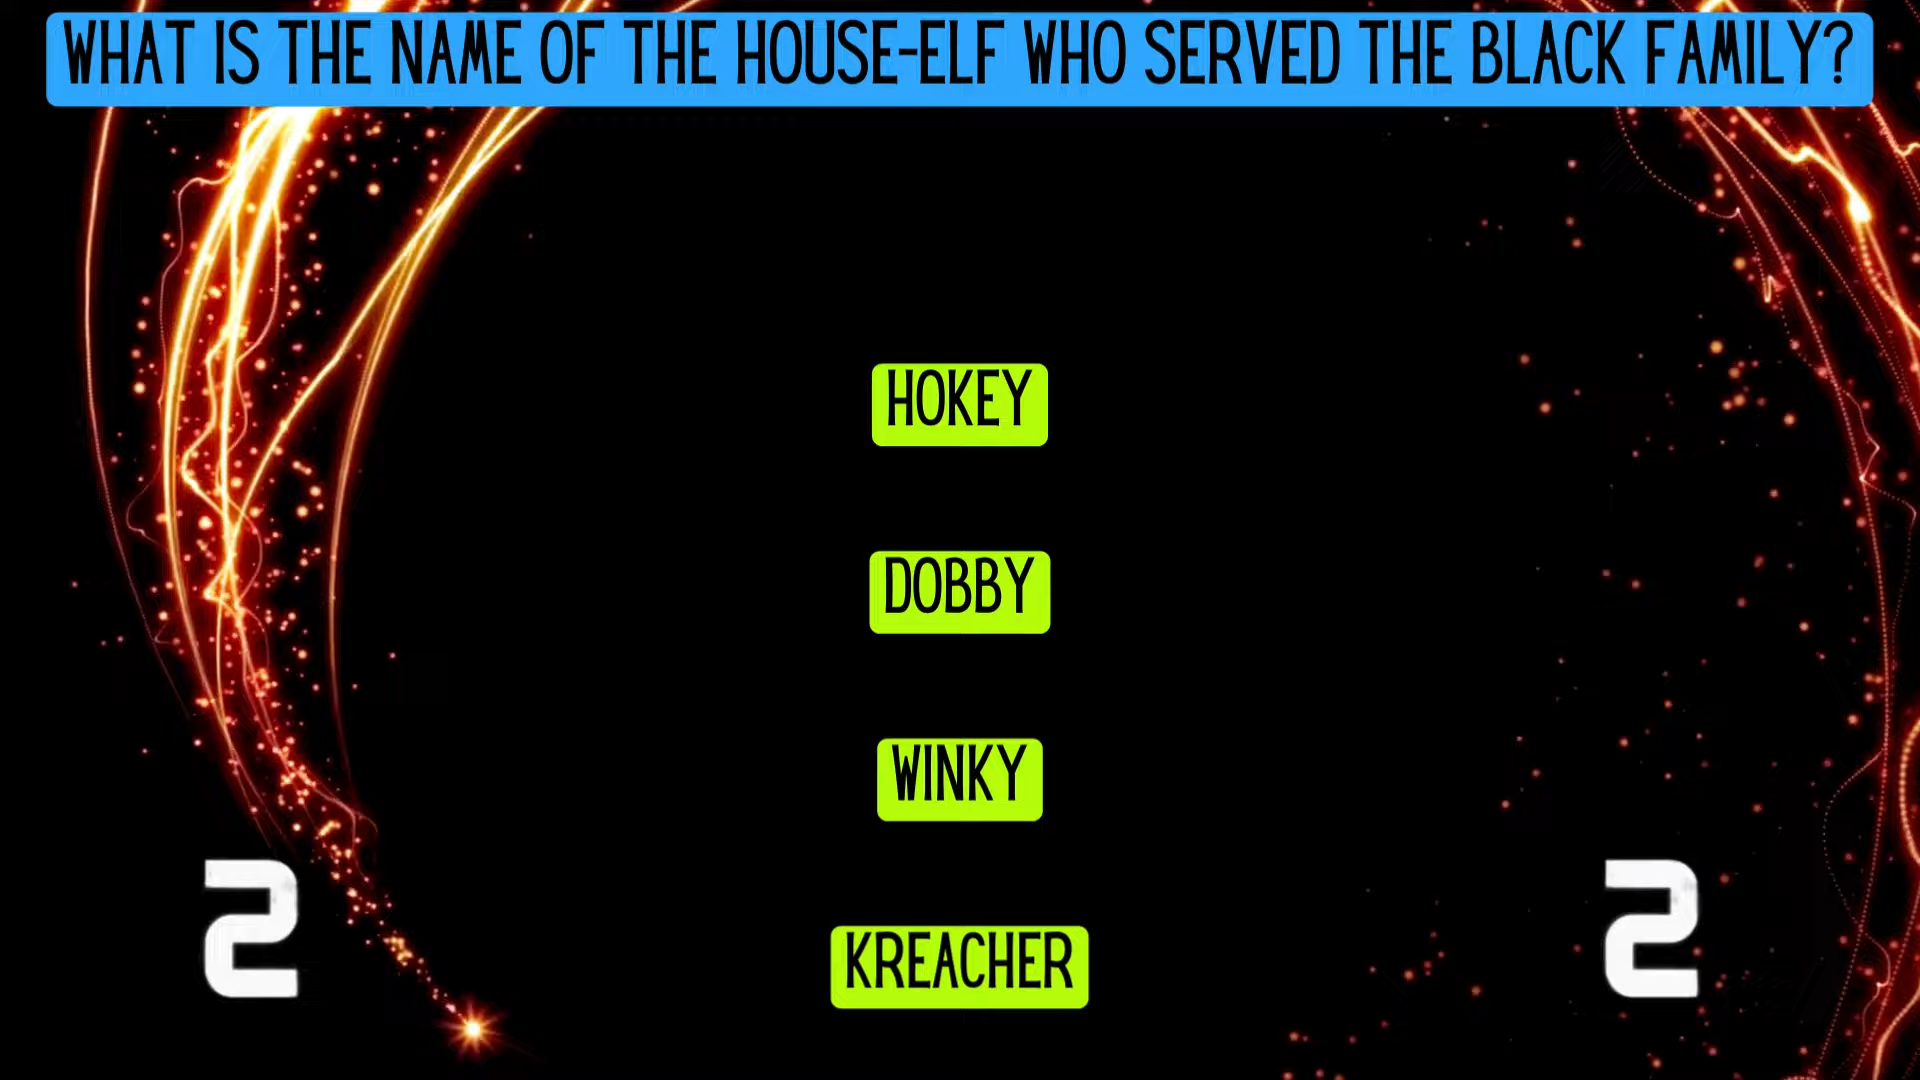 WHAT IS THE NAME OF THE HOUSE-ELF WHO SERVED THE BLACK FAMILY?
HOKEY
DOBBY
WINKY
KREACHER
2 2